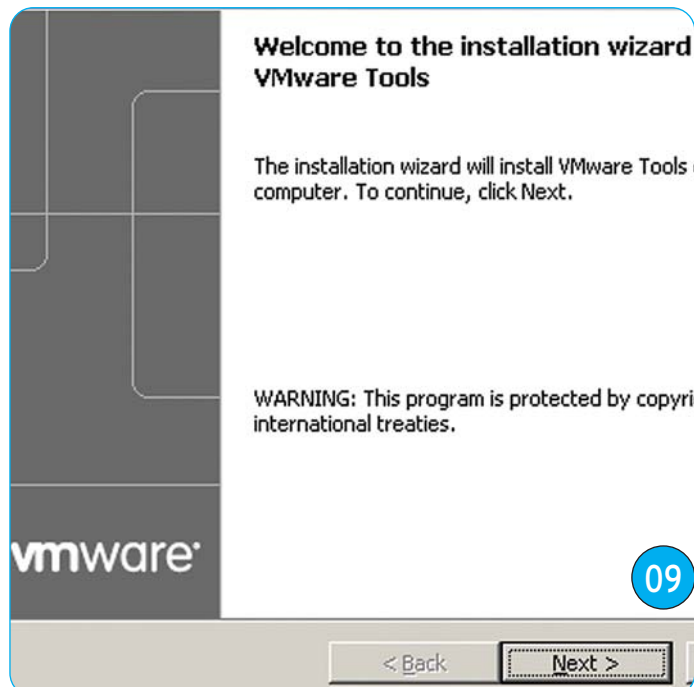 Welcome to the installation wizard
VMware Tools
The installation wizard will install VMware Tools
computer. To continue, click Next.
WARNING: This program is protected by copyri
international treaties.
vmware
09
< Back
Next >